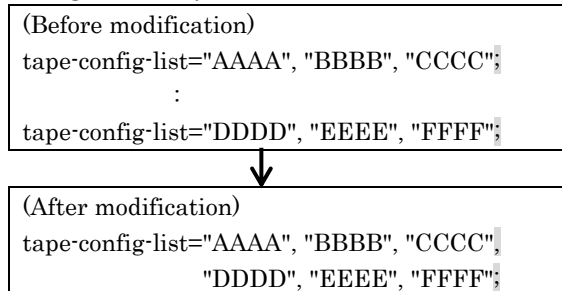 (Before modification)
tape-config-list="AAAA", "BBBB", "CCCC";
:
tape-config-list="DDDD", "EEEE", "FFFF";
(After modification)
tape-config-list="AAAA", "BBBB", "CCCC",
"DDDD", "EEEE", "FFFF";